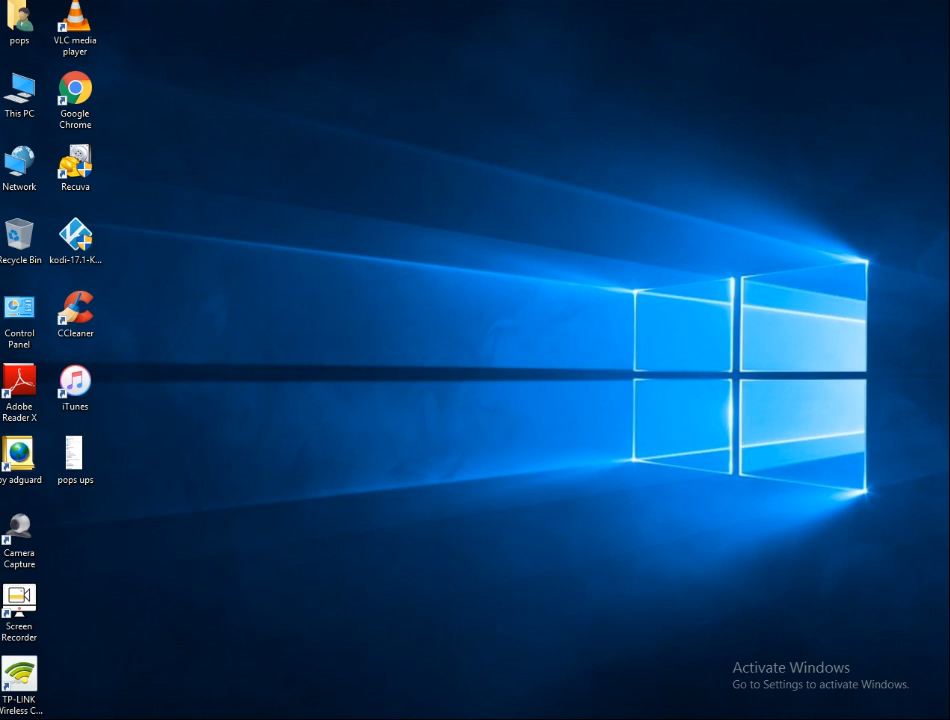 pops
VLC media
player
This PC
Google
Chrome
Network
Recuva
Recycle Bin
kodi-17.1-K...
Control
Panel
CCleaner
Adobe
Reader X
iTunes
by adguard
pops ups
Camera
Capture
Screen
Recorder
TP-LINK
Wireless C...
Activate Windows
Go to Settings to activate Windows.